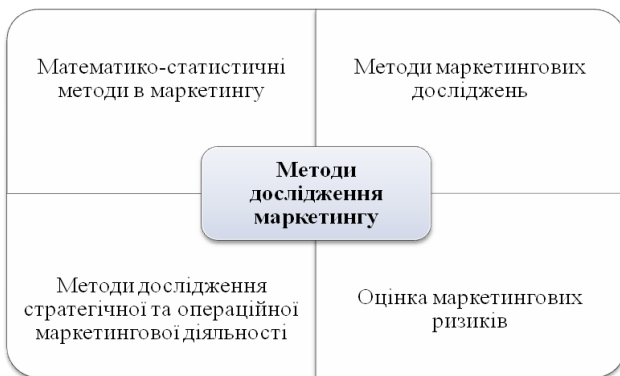 Математико-статистичні
методи в маркетингу
Методи маркетингових
досліджень
Методи
дослідження
маркетингу
Методи дослідження
стратегічної та операційної
маркетингової діяльності
Оцінка маркетингових
ризиків